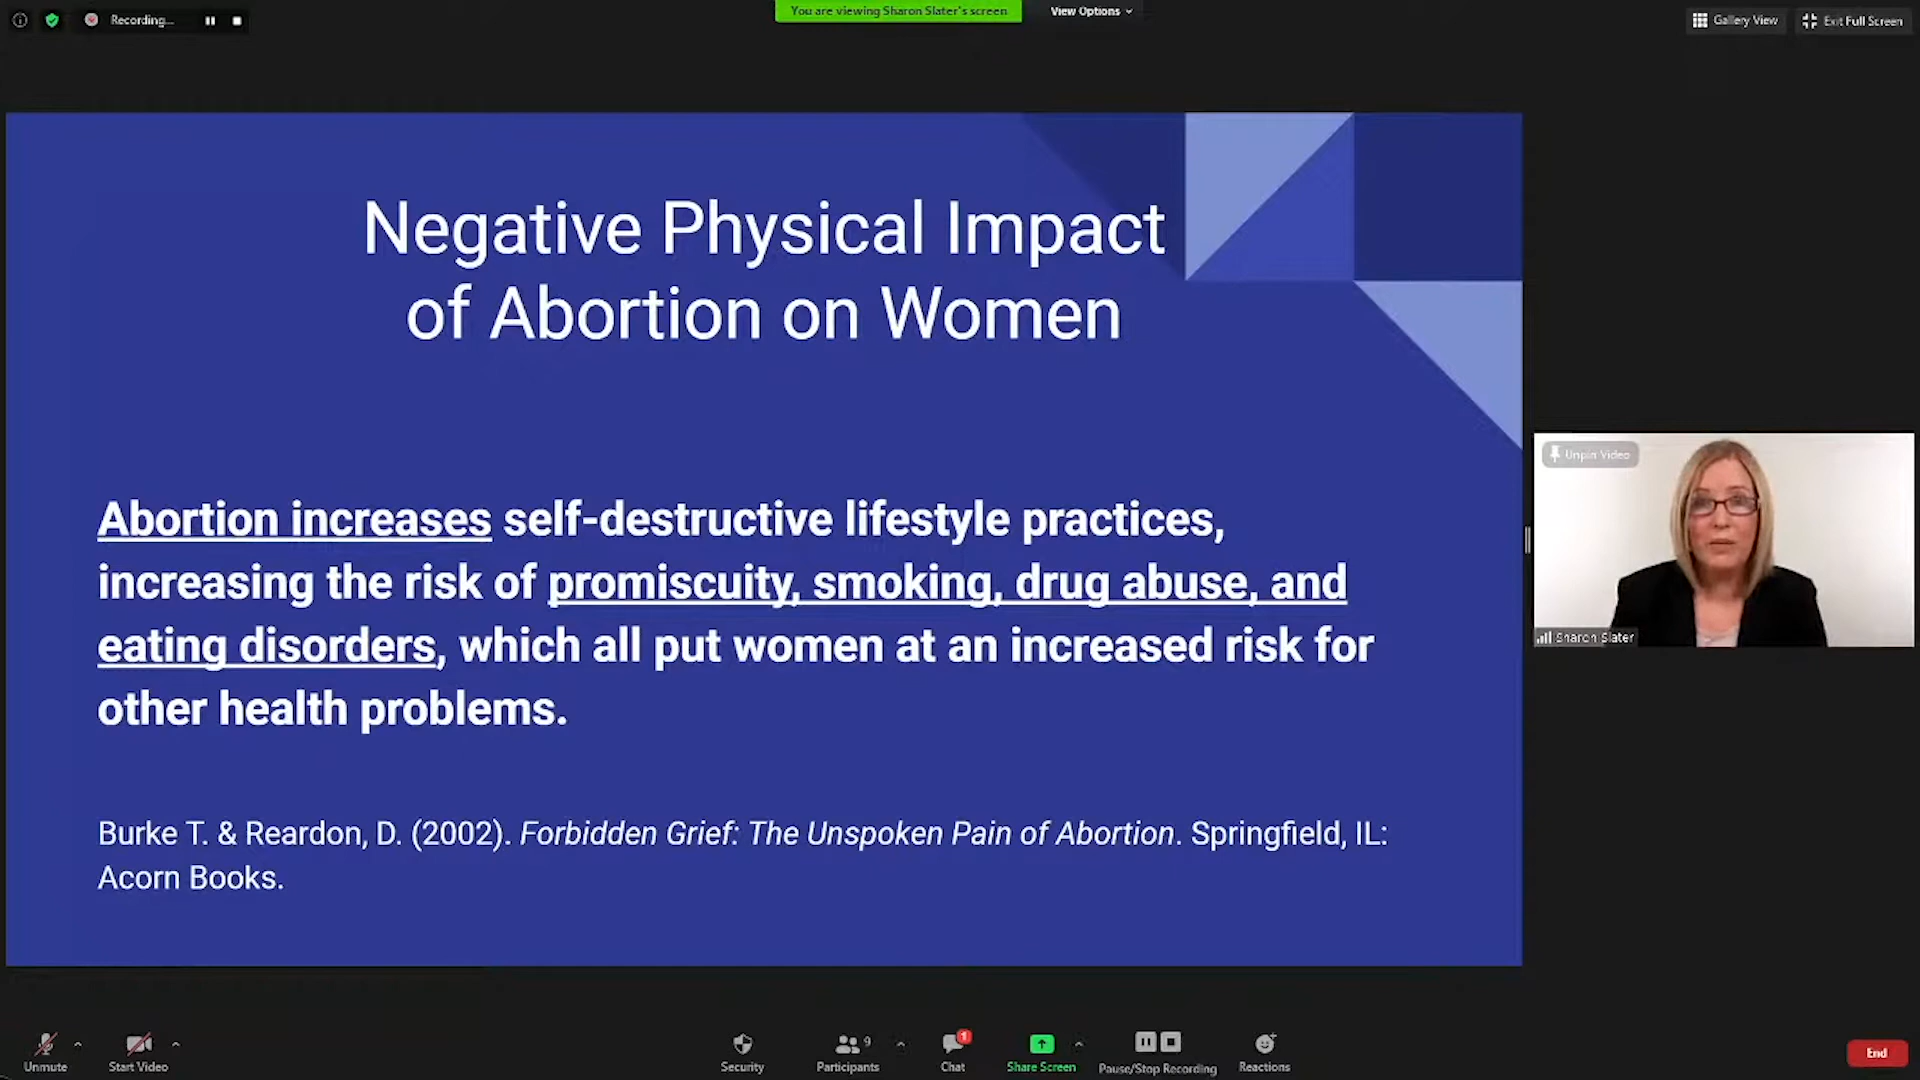 Recording...
You are viewing Sharon Slater's screen
View Options
Gallery View
Exit Full Screen
Negative Physical Impact
of Abortion on Women
Abortion increases self-destructive lifestyle practices,
increasing the risk of promiscuity, smoking, drug abuse, and
eating disorders, which all put women at an increased risk for
other health problems.
Burke T. & Reardon, D. (2002). Forbidden Grief: The Unspoken Pain of Abortion. Springfield, IL:
Acorn Books.
Unpin Video
Sharon Slater
Unmute
Start Video
Security
Participants
9
Chat
1
Share Screen
Pause/Stop Recording
Reactions
End